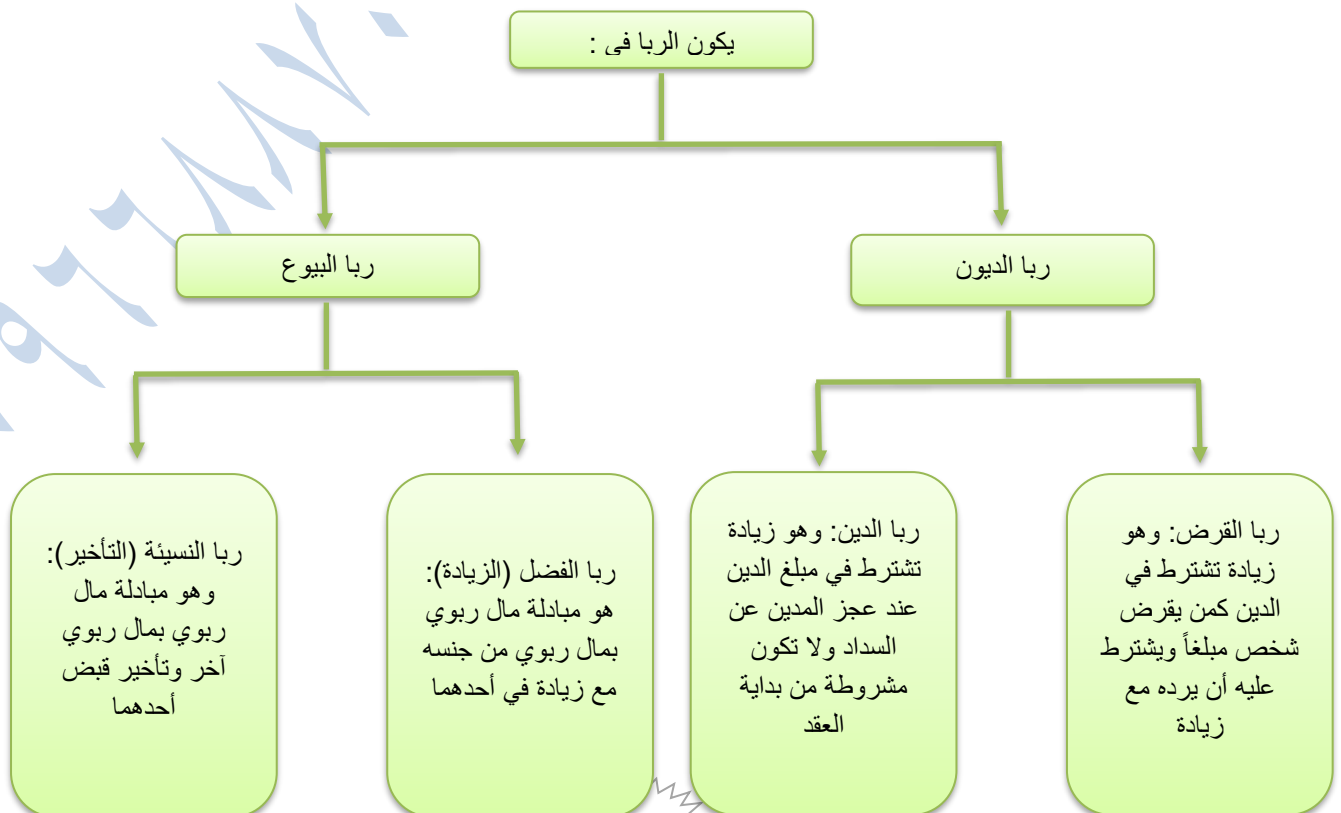 يكون الربا في :
ربا الديون
ربا البيوع
ربا القرض: وهو
زيادة تشترط في
الدين كمن يقرض
شخص مبلغاً ويشترط
عليه أن يرده مع
زيادة
ربا الدين: وهو زيادة
تشترط في مبلغ الدين
عند عجز المدين عن
السداد ولا تكون
مشروطة من بداية
العقد
ربا الفضل (الزيادة):
هو مبادلة مال ربوي
بمال ربوي من جنسه
مع زيادة في أحدهما
ربا النسيئة (التأخير):
وهو مبادلة مال
ربوي بمال ربوي
آخر وتأخير قبض
أحدهما